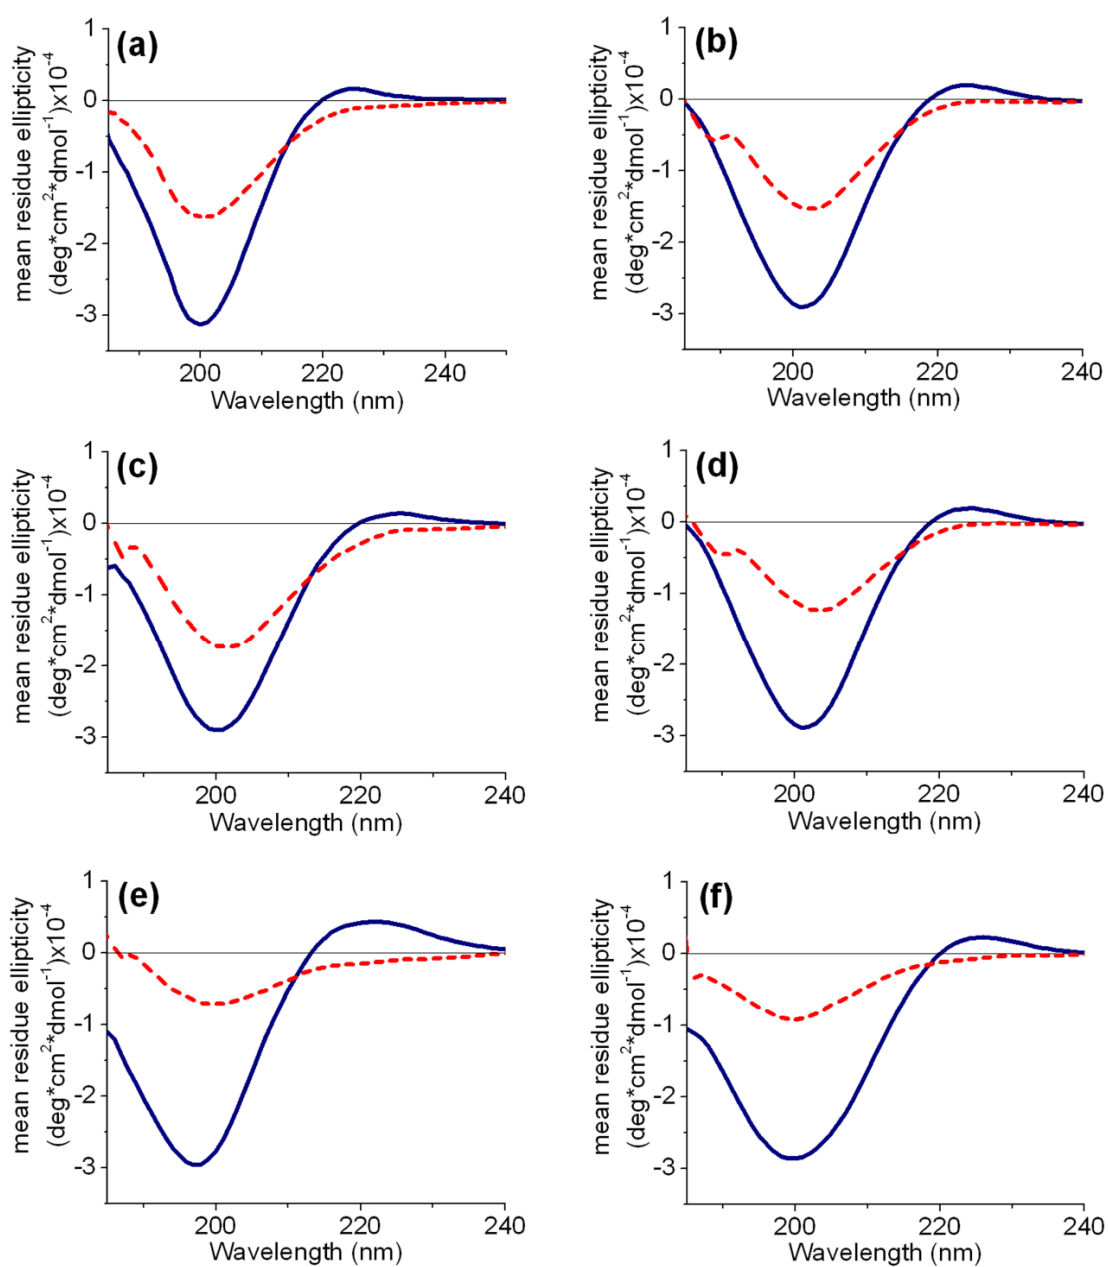 (a)
mean residue ellipticity
(deg*cm²*dmol⁻¹)x10⁻⁴
1
0
-1
-2
-3
200 220 240
Wavelength (nm)
(b)
mean residue ellipticity
(deg*cm²*dmol⁻¹)x10⁻⁴
1
0
-1
-2
-3
200 220 240
Wavelength (nm)
(c)
mean residue ellipticity
(deg*cm²*dmol⁻¹)x10⁻⁴
1
0
-1
-2
-3
200 220 240
Wavelength (nm)
(d)
mean residue ellipticity
(deg*cm²*dmol⁻¹)x10⁻⁴
1
0
-1
-2
-3
200 220 240
Wavelength (nm)
(e)
mean residue ellipticity
(deg*cm²*dmol⁻¹)x10⁻⁴
1
0
-1
-2
-3
200 220 240
Wavelength (nm)
(f)
mean residue ellipticity
(deg*cm²*dmol⁻¹)x10⁻⁴
1
0
-1
-2
-3
200 220 240
Wavelength (nm)